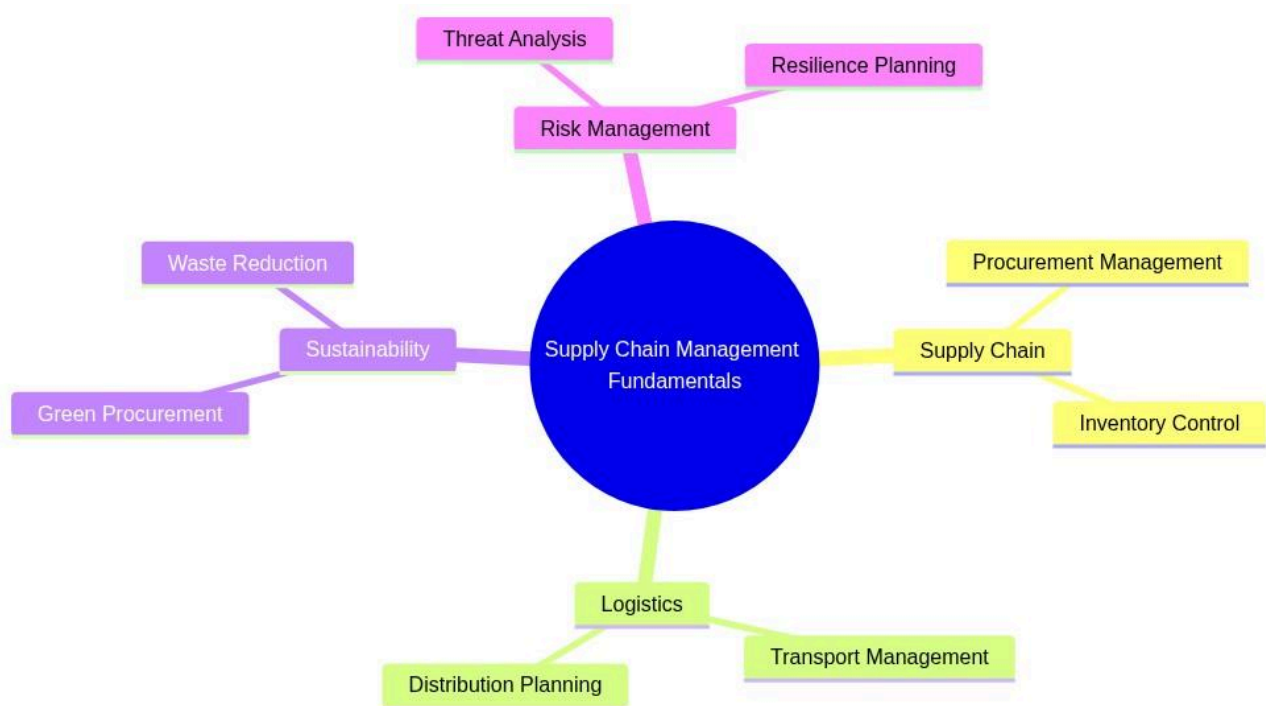 Threat Analysis
Resilience Planning
Risk Management
Waste Reduction
Procurement Management
Sustainability
Supply Chain Management
Fundamentals
Supply Chain
Green Procurement
Inventory Control
Logistics
Distribution Planning
Transport Management